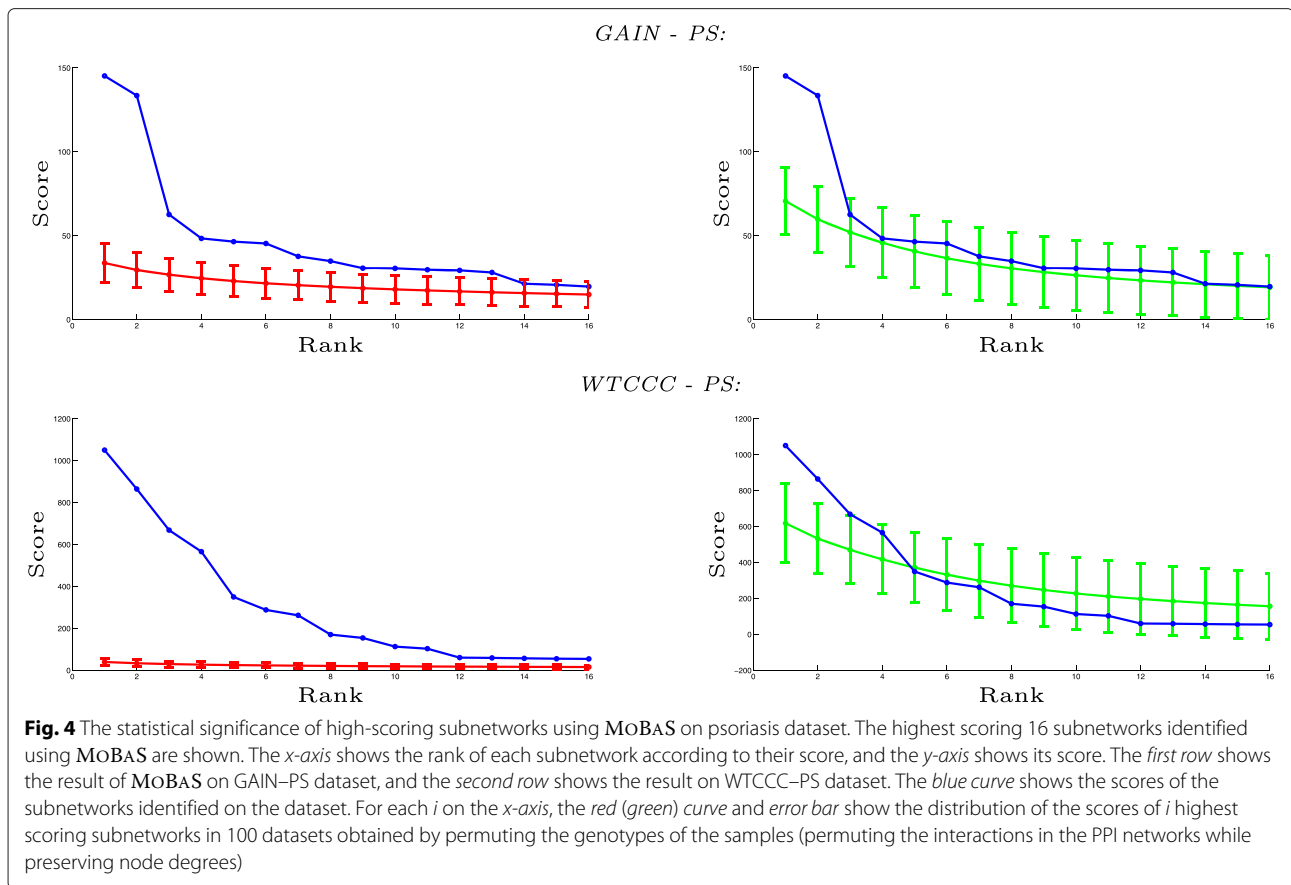 GAIN - PS:
150
100
50
0
0 2 4 6 8 10 12 14 16
Score
Rank
150
100
50
0
0 2 4 6 8 10 12 14 16
Score
Rank
WTCCC - PS:
1200
1000
800
600
400
200
0
0 2 4 6 8 10 12 14 16
Score
Rank
1200
1000
800
600
400
200
0
−200
0 2 4 6 8 10 12 14 16
Score
Rank
Fig. 4 The statistical significance of high-scoring subnetworks using MOBAS on psoriasis dataset. The highest scoring 16 subnetworks identified
using MOBAS are shown. The x-axis shows the rank of each subnetwork according to their score, and the y-axis shows its score. The first row shows
the result of MOBAS on GAIN–PS dataset, and the second row shows the result on WTCCC–PS dataset. The blue curve shows the scores of the
subnetworks identified on the dataset. For each i on the x-axis, the red (green) curve and error bar show the distribution of the scores of i highest
scoring subnetworks in 100 datasets obtained by permuting the genotypes of the samples (permuting the interactions in the PPI networks while
preserving node degrees)